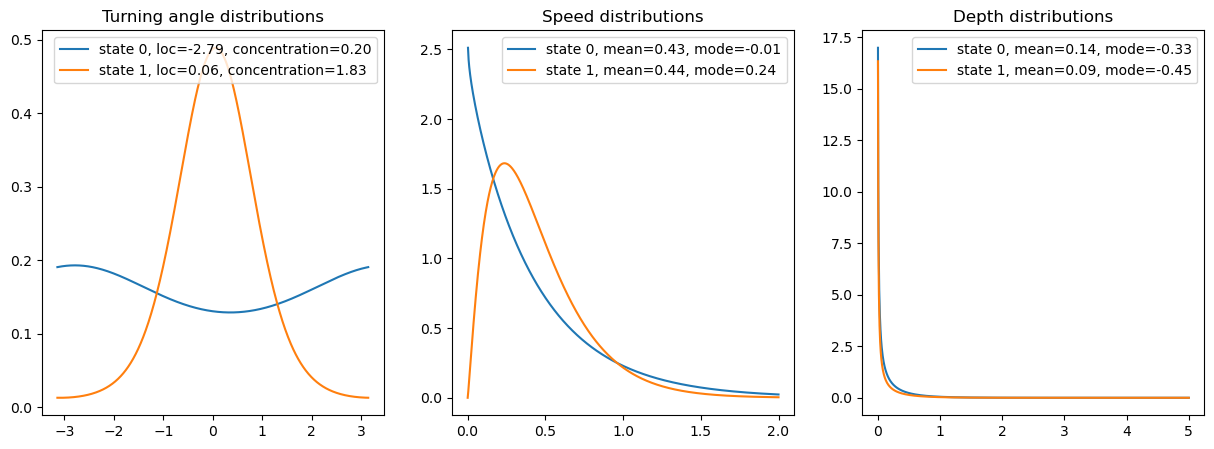 Turning angle distributions
state 0, loc=-2.79, concentration=0.20
state 1, loc=0.06, concentration=1.83
0.5
0.4
0.3
0.2
0.1
0.0
−3 −2 −1 0 1 2 3
Speed distributions
state 0, mean=0.43, mode=-0.01
state 1, mean=0.44, mode=0.24
2.5
2.0
1.5
1.0
0.5
0.0
0.0 0.5 1.0 1.5 2.0
Depth distributions
state 0, mean=0.14, mode=-0.33
state 1, mean=0.09, mode=-0.45
17.5
15.0
12.5
10.0
7.5
5.0
2.5
0.0
0 1 2 3 4 5